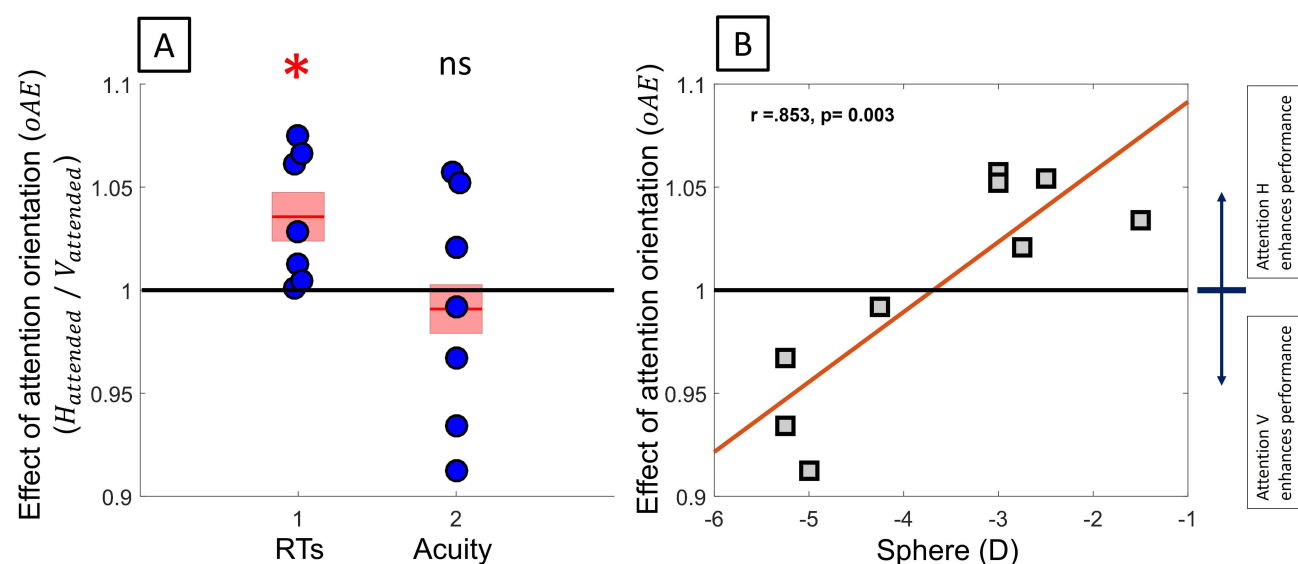 A
*
ns
Effect of attention orientation (oAE)
(H_attended / V_attended)
1.1
1.05
1
0.95
0.9
1
2
RTs
Acuity
B
r =.853, p= 0.003
Effect of attention orientation (oAE)
1.1
1.05
1
0.95
0.9
-6
-5
-4
-3
-2
-1
Sphere (D)
Attention H
enhances performance
Attention V
enhances performance